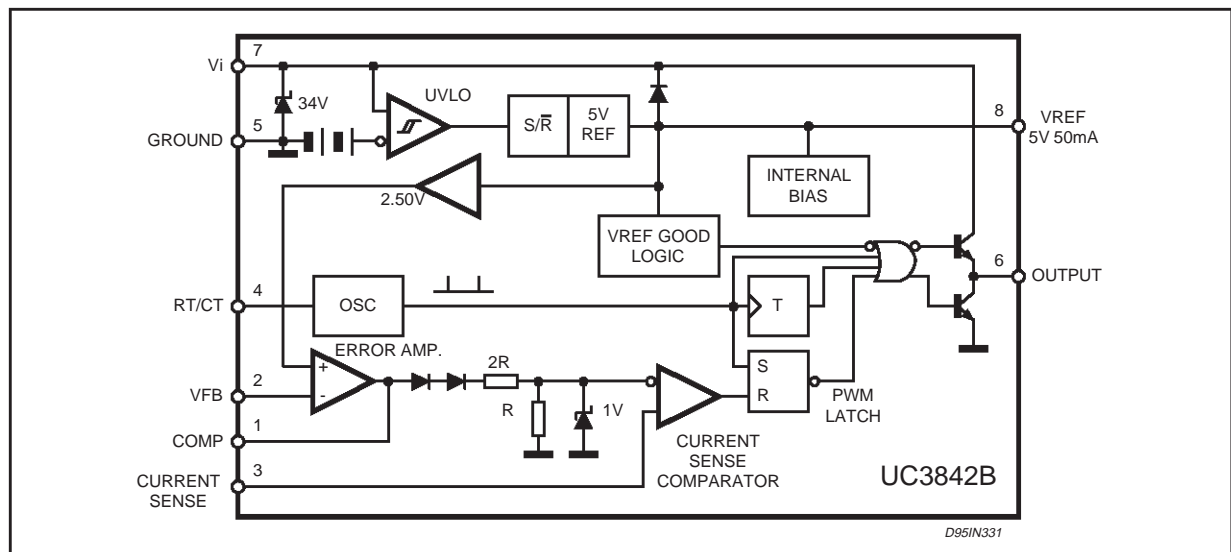 7
Vi
34V
UVLO
S/R̅
5V
REF
8
VREF
5V 50mA
5
GROUND
INTERNAL
BIAS
2.50V
VREF GOOD
LOGIC
6
OUTPUT
4
RT/CT
OSC
T
ERROR AMP.
2R
S
R
PWM
LATCH
+
-
2
VFB
R
1V
1
COMP
CURRENT
SENSE
COMPARATOR
3
CURRENT
SENSE
UC3842B
D95IN331